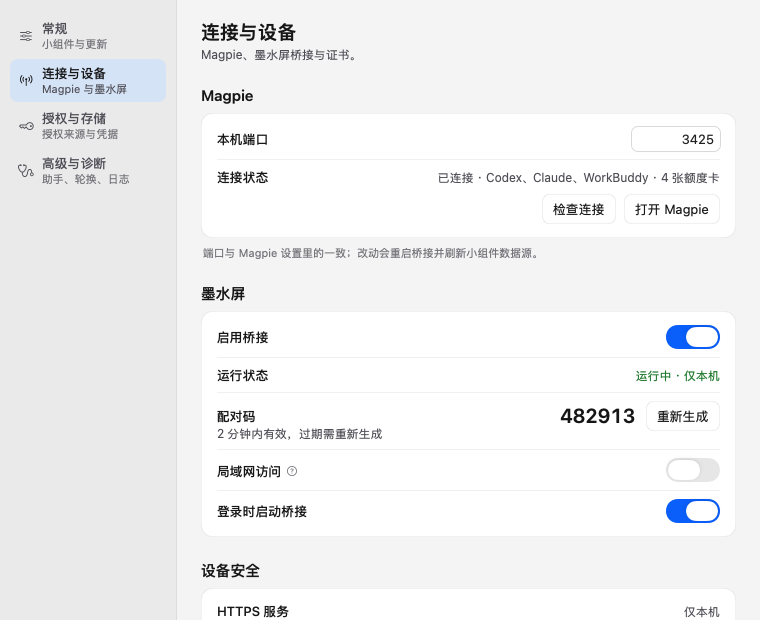 常规
小组件与更新
连接与设备
Magpie 与墨水屏
授权与存储
授权来源与凭据
高级与诊断
助手、轮换、日志
连接与设备
Magpie、墨水屏桥接与证书。
Magpie
本机端口
3425
连接状态
已连接 · Codex、Claude、WorkBuddy · 4 张额度卡
检查连接
打开 Magpie
端口与 Magpie 设置里的一致；改动会重启桥接并刷新小组件数据源。
墨水屏
启用桥接
运行状态
运行中 · 仅本机
配对码
2 分钟内有效，过期需重新生成
482913
重新生成
局域网访问
登录时启动桥接
设备安全
HTTPS 服务
仅本机